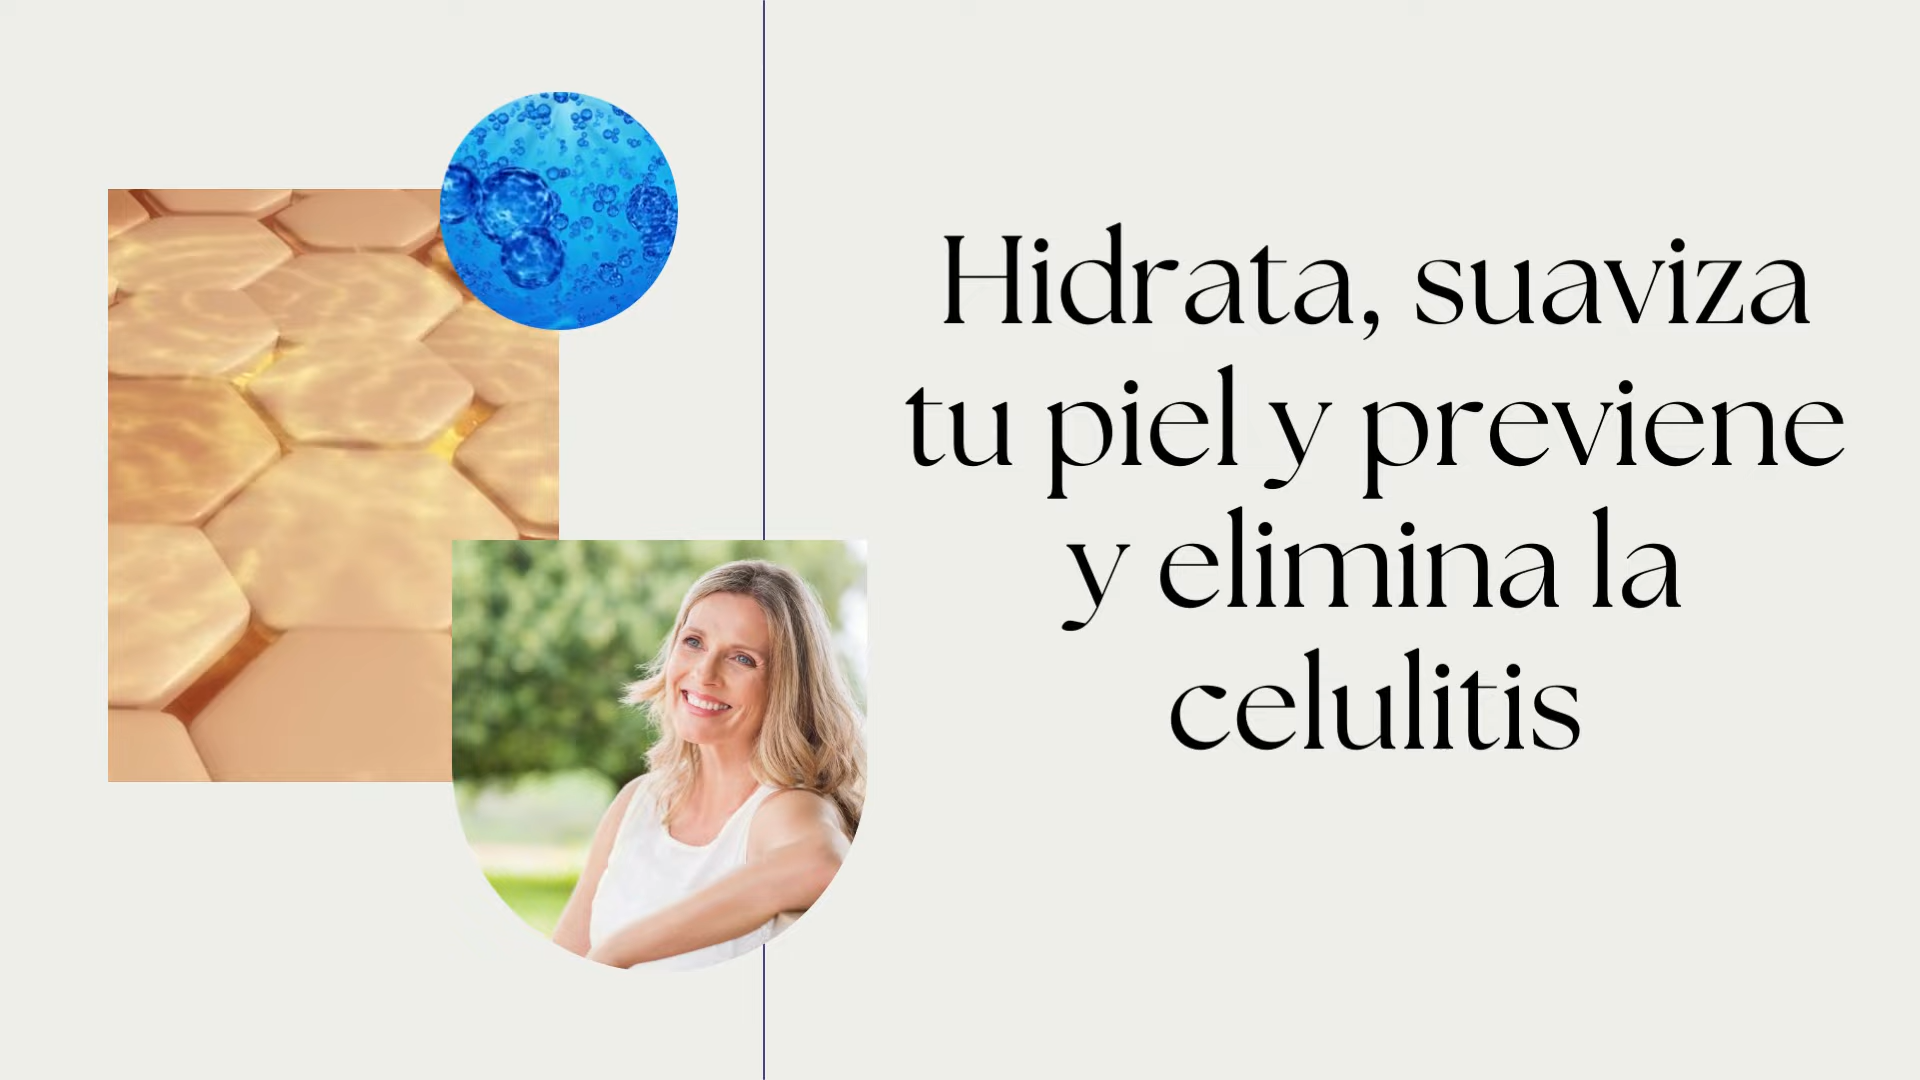 Hidrata, suaviza
tu piel y previene
y elimina la
celulitis